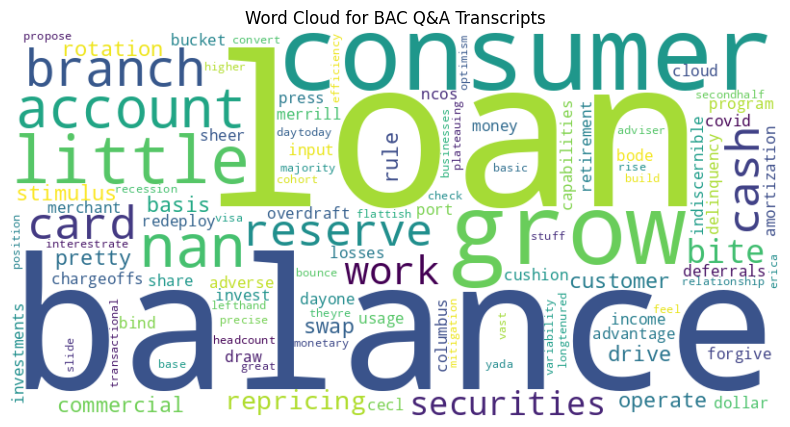 Word Cloud for BAC Q&A Transcripts
propose
bucket
convert
consumer
rotation
higher
efficiency
optimism
branch
loan
cloud
account
press
ncos
secondhalf
program
merrill
plateauing
businesses
money
capabilities
retirement
adviser
covid
sheer
daytoday
rule
little
input
majority
basic
bode
indiscernible
delinquency
cash
amortization
stimulus
recession
cohort
check
rise
build
merchant
basis
overdraft
flattish
port
grow
card
redeploy
visa
reserve
stuff
position
interestrate
nan
losses
bite
pretty
work
cushion
customer
deferrals
relationship
erica
chargeoffs
share
adverse
bounce
balance
invest
dayone
theyre
usage
swap
investments
transactional
bind
lefthand
precise
columbus
mitigation
vast
variability
longtenured
income
feel
advantage
headcount
monetary
slide
base
draw
great
yada
drive
forgive
commercial
repricing
cecl
securities
operate
dollar